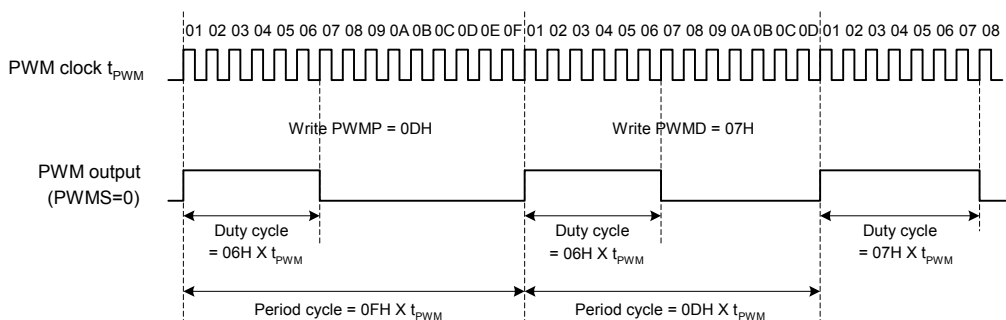 01 02 03 04 05 06 07 08 09 0A 0B 0C 0D 0E 0F 01 02 03 04 05 06 07 08 09 0A 0B 0C 0D 01 02 03 04 05 06 07 08
PWM clock tPWM
Write PWMP = 0DH
Write PWMD = 07H
PWM output
(PWMS=0)
Duty cycle
= 06H X tPWM
Duty cycle
= 06H X tPWM
Duty cycle
= 07H X tPWM
Period cycle = 0FH X tPWM
Period cycle = 0DH X tPWM